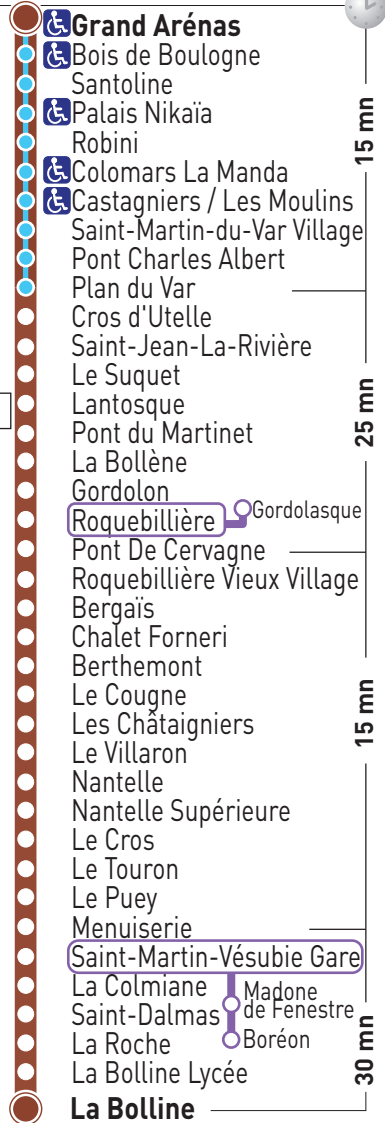 Grand Arénas
Bois de Boulogne
Santoline
Palais Nikaïa
Robini
Colomars La Manda
Castagniers / Les Moulins
Saint-Martin-du-Var Village
Pont Charles Albert
Plan du Var
15 mn
Cros d'Utelle
Saint-Jean-La-Rivière
Le Suquet
Lantosque
Pont du Martinet
La Bollène
Gordolon
Roquebillière
Gordolasque
Pont De Cervagne
25 mn
Roquebillière Vieux Village
Bergaïs
Chalet Forneri
Berthemont
Le Cougne
Les Châtaigniers
Le Villaron
Nantelle
Nantelle Supérieure
Le Cros
Le Touron
Le Puey
Menuiserie
15 mn
Saint-Martin-Vésubie Gare
La Colmiane
Saint-Dalmas
La Roche
Madone
de Fenestre
Boréon
La Bolline Lycée
La Bolline
30 mn